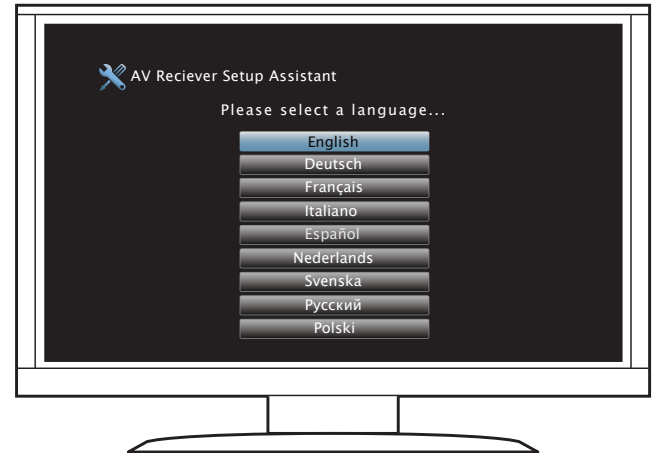 AV Reciever Setup Assistant
Please select a language...
English
Deutsch
Français
Italiano
Español
Nederlands
Svenska
Русский
Polski